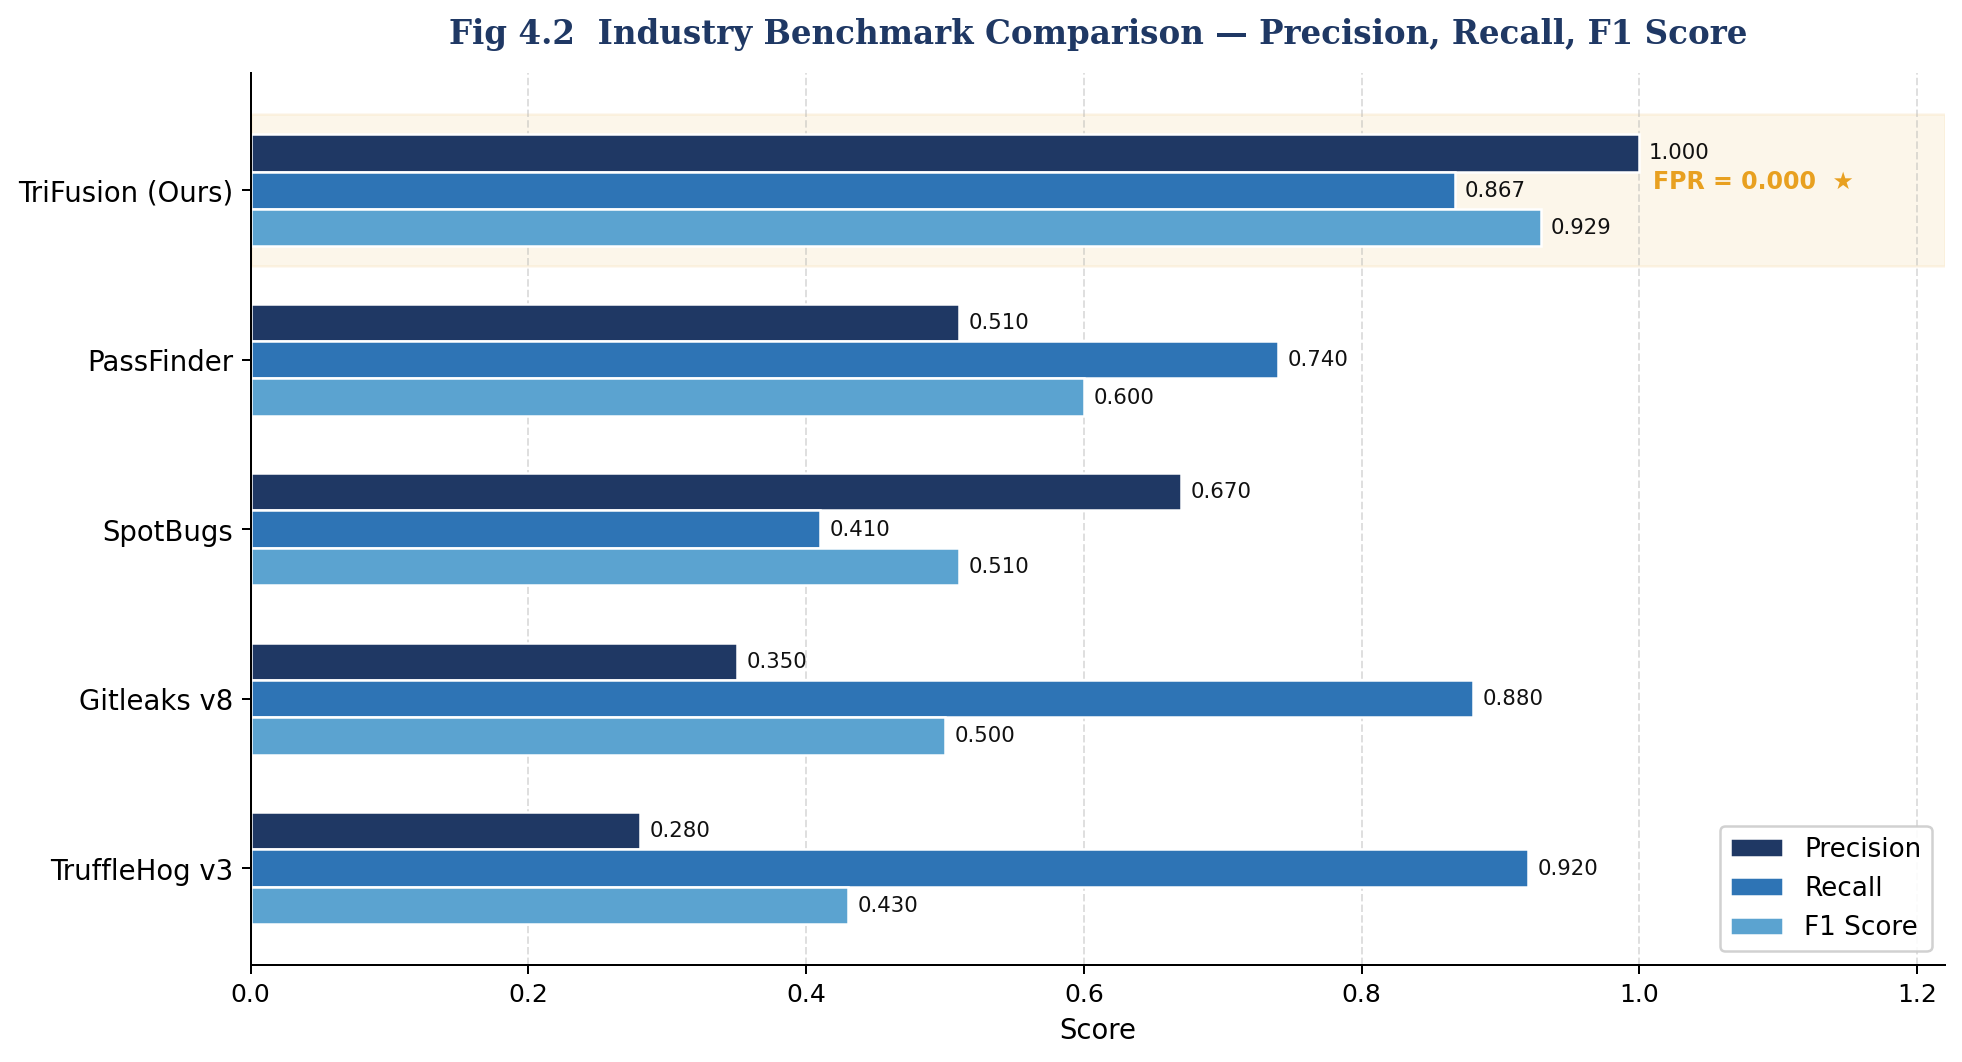 Fig 4.2  Industry Benchmark Comparison — Precision, Recall, F1 Score
TriFusion (Ours)
1.000
FPR = 0.000 ★
0.867
0.929
PassFinder
0.510
0.740
0.600
SpotBugs
0.670
0.410
0.510
Gitleaks v8
0.350
0.880
0.500
TruffleHog v3
0.280
0.920
0.430
Precision
Recall
F1 Score
0.0 0.2 0.4 0.6 0.8 1.0 1.2
Score